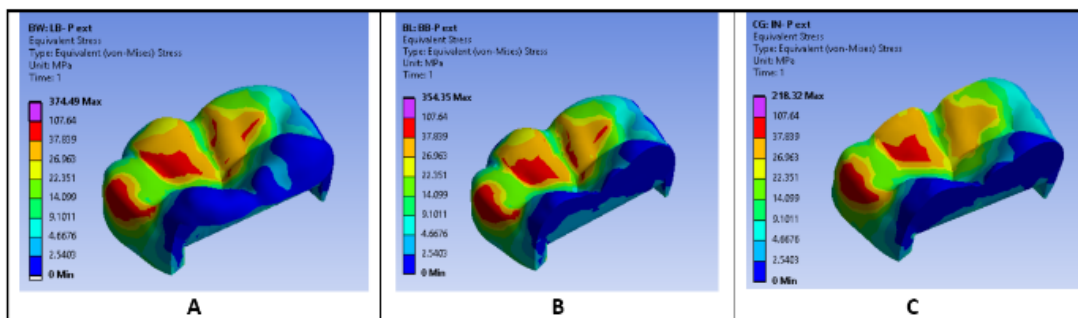 BW: LB- P ext
Equivalent Stress
Type: Equivalent (von-Mises) Stress
Unit: MPa
Time: 1
374.49 Max
107.64
37.839
26.963
22.351
14.099
9.1011
4.6676
2.5403
0 Min
A
BL: BB-P ext
Equivalent Stress
Type: Equivalent (von-Mises) Stress
Unit: MPa
Time: 1
354.35 Max
107.64
37.839
26.963
22.351
14.099
9.1011
4.6676
2.5403
0 Min
B
CG: IN- P ext
Equivalent Stress
Type: Equivalent (von-Mises) Stress
Unit: MPa
Time: 1
218.32 Max
107.64
37.839
26.963
22.351
14.099
9.1011
4.6676
2.5403
0 Min
C